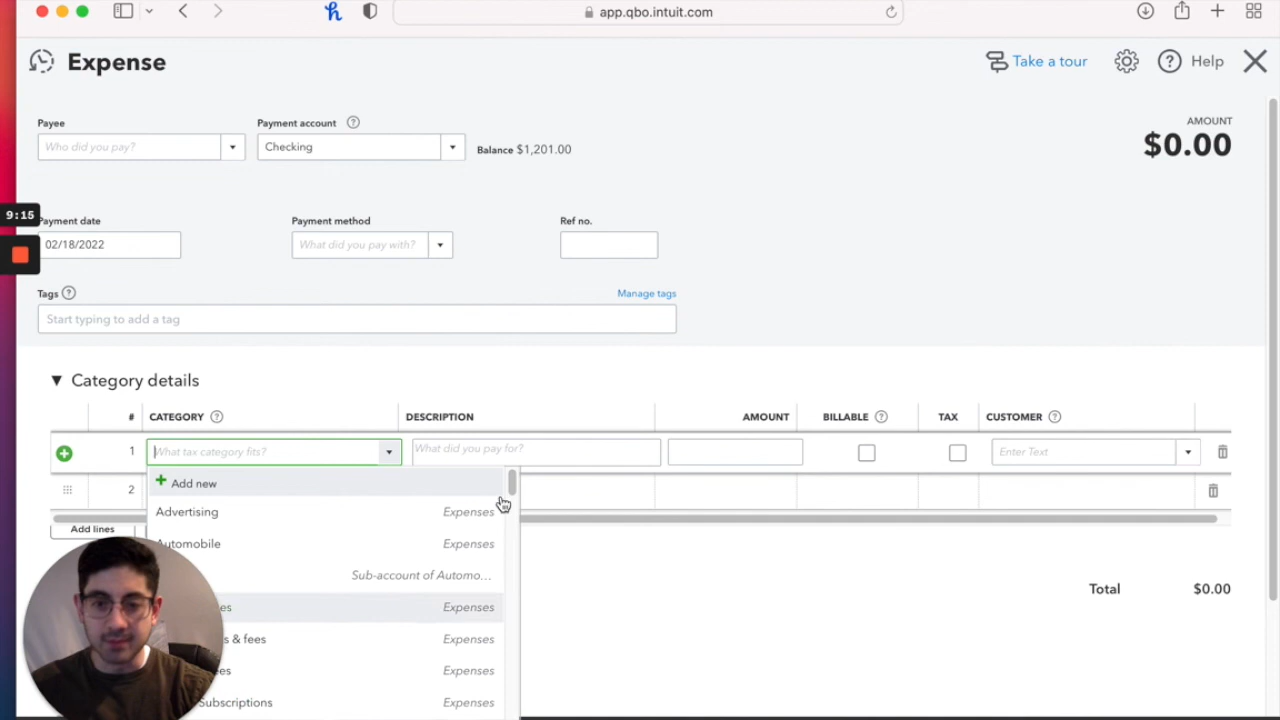 app.qbo.intuit.com
Expense
Take a tour
Help
Payee
Payment account
AMOUNT
Who did you pay?
Checking
Balance $1,201.00
$0.00
9:15
Payment date
Payment method
Ref no.
02/18/2022
What did you pay with?
Tags
Manage tags
Start typing to add a tag
Category details
# CATEGORY DESCRIPTION AMOUNT BILLABLE TAX CUSTOMER
1 What tax category fits? What did you pay for? Enter Text
Add new
2
Advertising Expenses
Add lines
Automobile Expenses
Sub-account of Automo...
Total $0.00
Expenses
s & fees Expenses
Expenses
Subscriptions Expenses